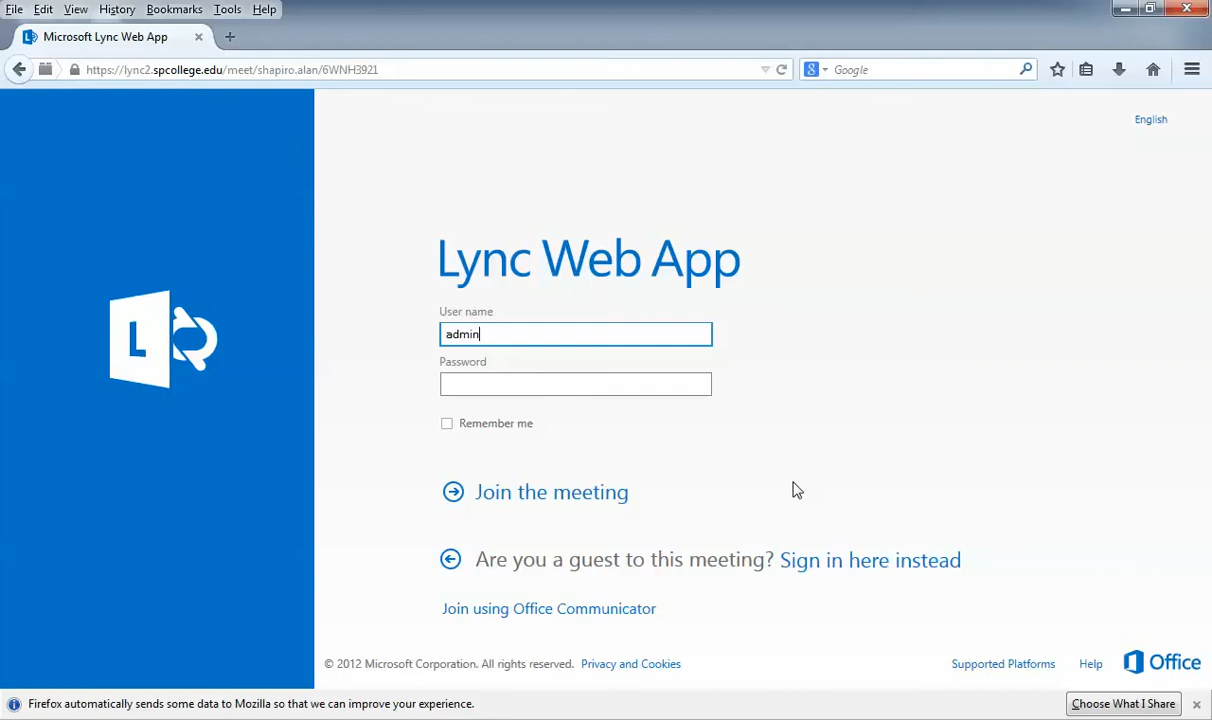 File Edit View History Bookmarks Tools Help
Microsoft Lync Web App
https://lync2.spcollege.edu/meet/shapiro.alan/6WNH3921
Google
English
L
Lync Web App
User name
admin
Password
Remember me
Join the meeting
Are you a guest to this meeting? Sign in here instead
Join using Office Communicator
© 2012 Microsoft Corporation. All rights reserved. Privacy and Cookies
Supported Platforms Help Office
Firefox automatically sends some data to Mozilla so that we can improve your experience.
Choose What I Share